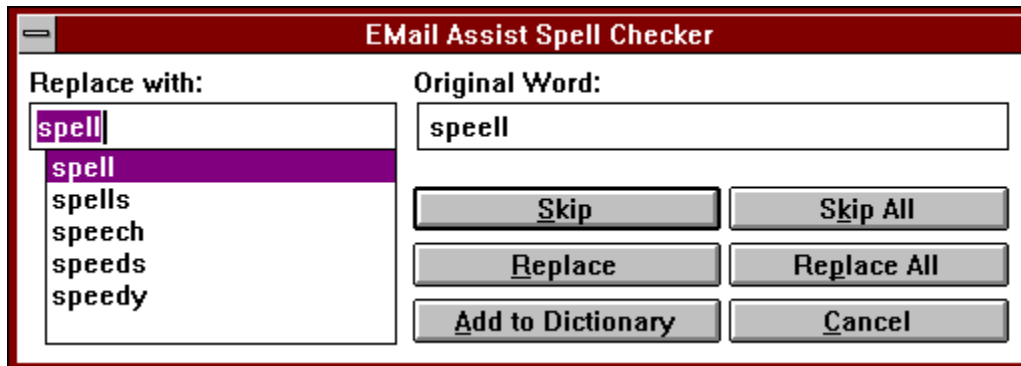 EMail Assist Spell Checker
Replace with:
spell
spell
spells
speech
speeds
speedy
Original Word:
speell
Skip
Skip All
Replace
Replace All
Add to Dictionary
Cancel